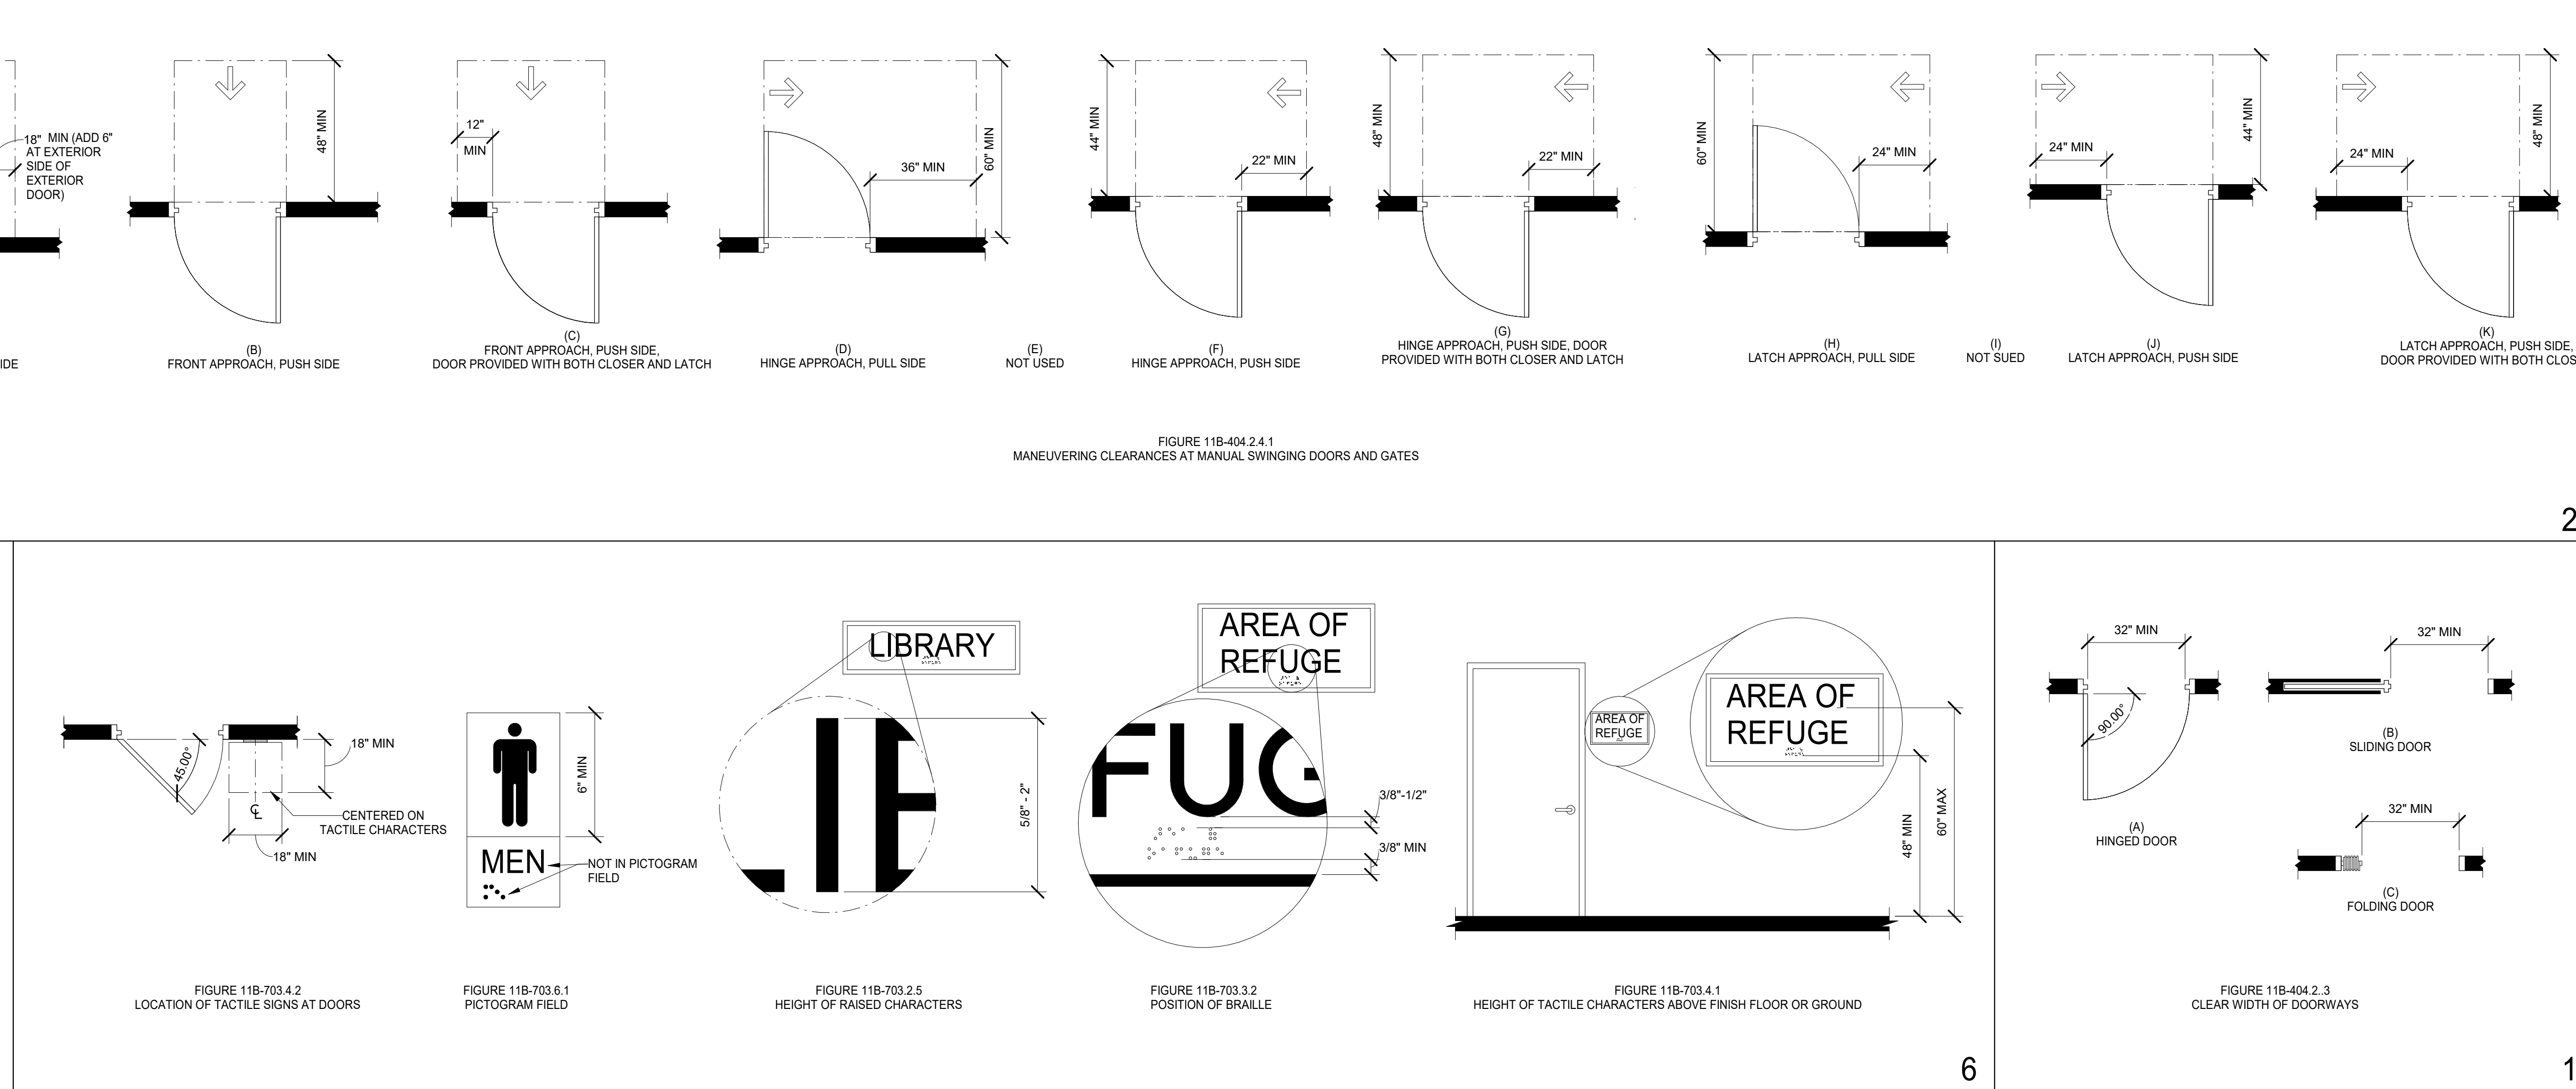 18" MIN (ADD 6"
AT EXTERIOR
SIDE OF
EXTERIOR
DOOR)
IDE
48" MIN
(B)
FRONT APPROACH, PUSH SIDE
12"
MIN
(C)
FRONT APPROACH, PUSH SIDE,
DOOR PROVIDED WITH BOTH CLOSER AND LATCH
36" MIN
60" MIN
(D)
HINGE APPROACH, PULL SIDE
(E)
NOT USED
44" MIN
22" MIN
(F)
HINGE APPROACH, PUSH SIDE
48" MIN
22" MIN
(G)
HINGE APPROACH, PUSH SIDE, DOOR
PROVIDED WITH BOTH CLOSER AND LATCH
60" MIN
24" MIN
(H)
LATCH APPROACH, PULL SIDE
(I)
NOT SUED
24" MIN
44" MIN
(J)
LATCH APPROACH, PUSH SIDE
24" MIN
48" MIN
(K)
LATCH APPROACH, PUSH SIDE,
DOOR PROVIDED WITH BOTH CLOS
FIGURE 11B-404.2.4.1
MANEUVERING CLEARANCES AT MANUAL SWINGING DOORS AND GATES
2
45.00°
18" MIN
CENTERED ON
TACTILE CHARACTERS
CL
18" MIN
FIGURE 11B-703.4.2
LOCATION OF TACTILE SIGNS AT DOORS
6" MIN
MEN
NOT IN PICTOGRAM
FIELD
FIGURE 11B-703.6.1
PICTOGRAM FIELD
LIBRARY
5/8" - 2"
FIGURE 11B-703.2.5
HEIGHT OF RAISED CHARACTERS
AREA OF
REFUGE
FUG
3/8"-1/2"
3/8" MIN
FIGURE 11B-703.3.2
POSITION OF BRAILLE
AREA OF
REFUGE
AREA OF
REFUGE
48" MIN
60" MAX
FIGURE 11B-703.4.1
HEIGHT OF TACTILE CHARACTERS ABOVE FINISH FLOOR OR GROUND
6
32" MIN
90.00°
(A)
HINGED DOOR
32" MIN
(B)
SLIDING DOOR
32" MIN
(C)
FOLDING DOOR
FIGURE 11B-404.2..3
CLEAR WIDTH OF DOORWAYS
1